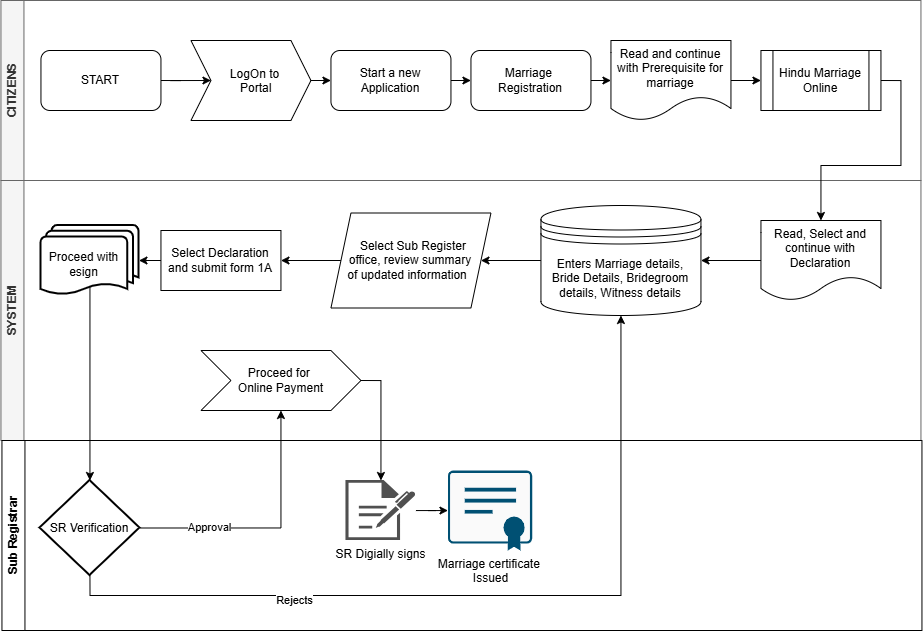 CITIZENS
START
LogOn to
Portal
Start a new
Application
Marriage
Registration
Read and continue
with Prerequisite for
marriage
Hindu Marriage
Online
SYSTEM
Proceed with
esign
Select Declaration
and submit form 1A
Select Sub Register
office, review summary
of updated information
Enters Marriage details,
Bride Details, Bridegroom
details, Witness details
Read, Select and
continue with
Declaration
Proceed for
Online Payment
Sub Registrar
SR Verification
Approval
SR Digially signs
Marriage certificate
Issued
Rejects